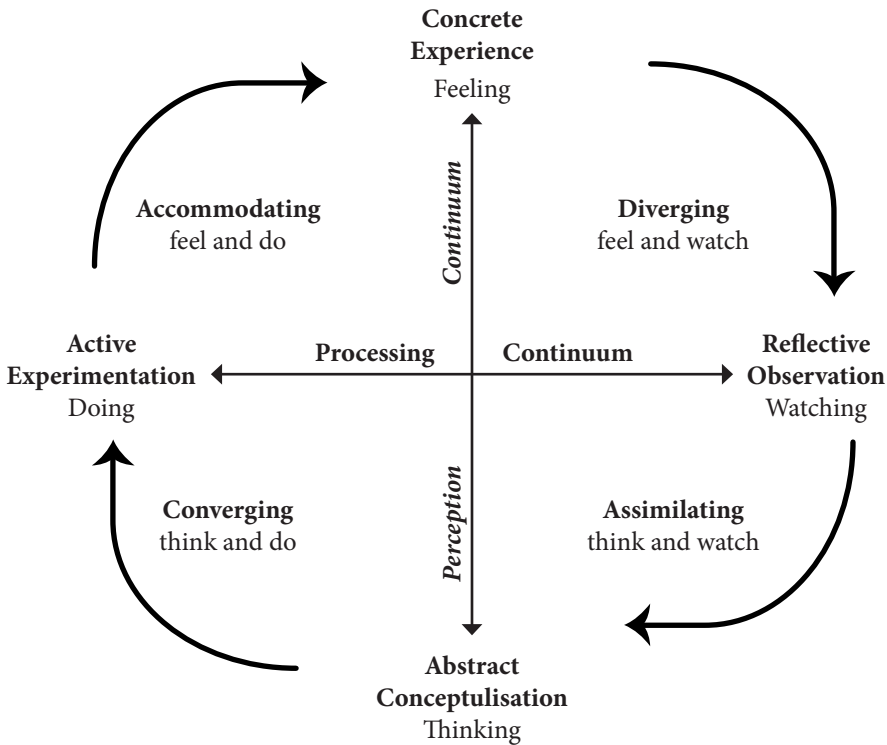 Concrete
Experience
Feeling
Continuum
Accommodating
feel and do
Diverging
feel and watch
Active
Experimentation
Doing
Processing
Continuum
Reflective
Observation
Watching
Converging
think and do
Perception
Assimilating
think and watch
Abstract
Conceptulisation
Thinking